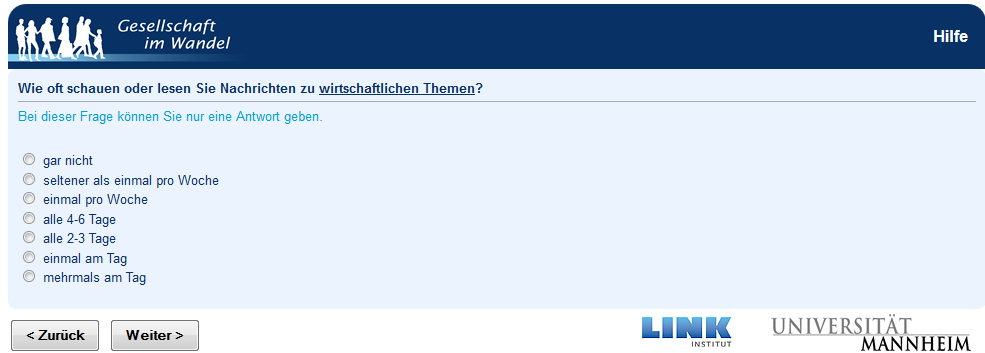 Gesellschaft
im Wandel
Hilfe
Wie oft schauen oder lesen Sie Nachrichten zu wirtschaftlichen Themen?
Bei dieser Frage können Sie nur eine Antwort geben.
gar nicht
seltener als einmal pro Woche
einmal pro Woche
alle 4-6 Tage
alle 2-3 Tage
einmal am Tag
mehrmals am Tag
< Zurück
Weiter >
LINK
INSTITUT
UNIVERSITÄT
MANNHEIM